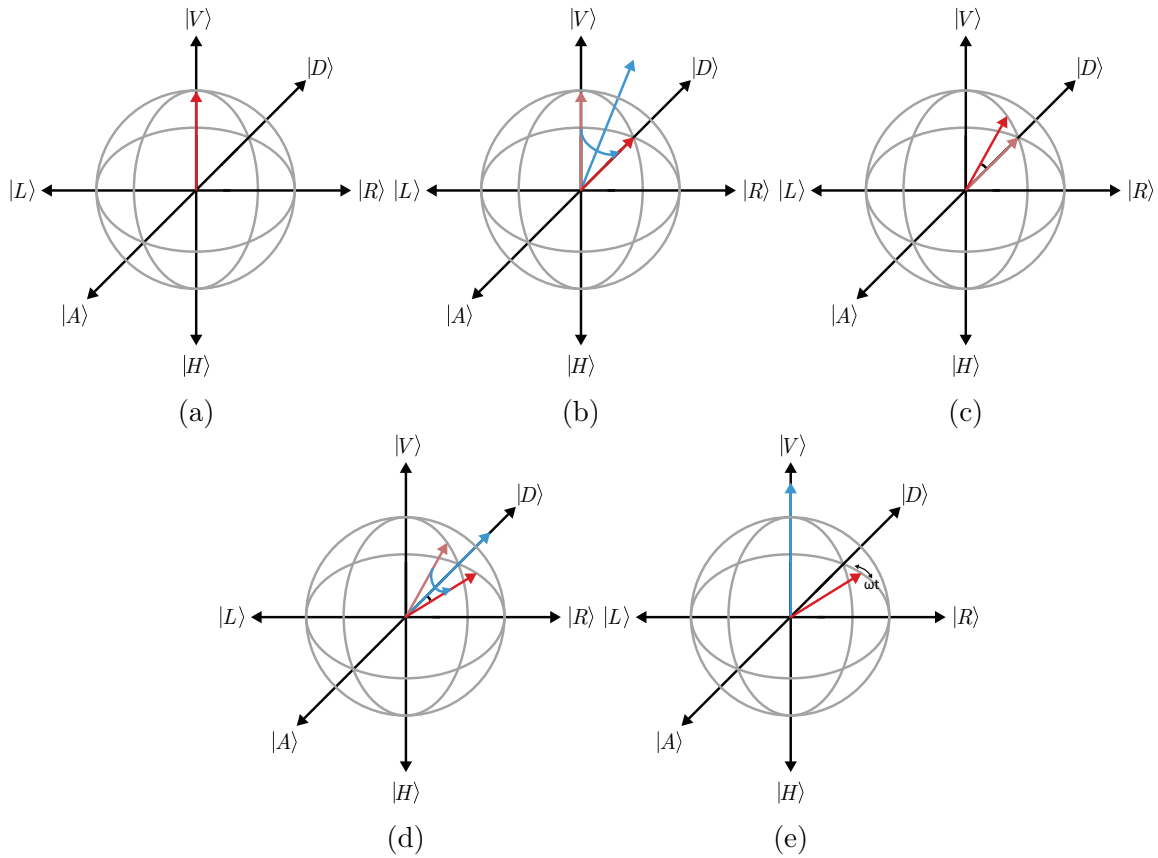 |V⟩ |V⟩ |V⟩
|D⟩ |D⟩ |D⟩
|L⟩ |R⟩ |L⟩ |R⟩ |L⟩ |R⟩
|A⟩ |A⟩ |A⟩
|H⟩ |H⟩ |H⟩
(a) (b) (c)
|V⟩ |V⟩
|D⟩ |D⟩
ωt
|L⟩ |R⟩ |L⟩ |R⟩
|A⟩ |A⟩
|H⟩ |H⟩
(d) (e)